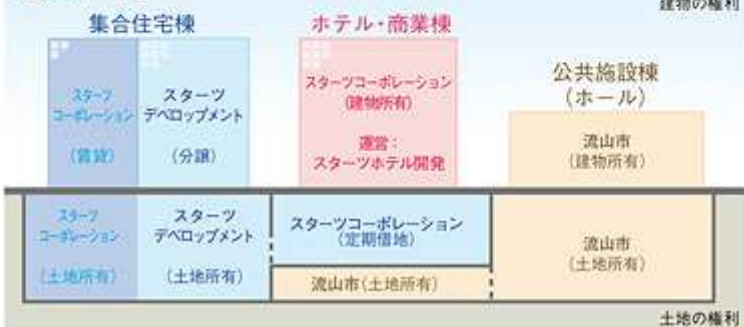 建物の権利
集合住宅棟
ホテル・商業棟
公共施設棟
(ホール)
スターツ
コーポレーション
(賃貸)
スターツ
デベロップメント
(分譲)
スターツコーポレーション
(建物所有)
運営:
スターツホテル開発
流山市
(建物所有)
スターツ
コーポレーション
(土地所有)
スターツ
デベロップメント
(土地所有)
スターツコーポレーション
(定期借地)
流山市(土地所有)
流山市
(土地所有)
土地の権利